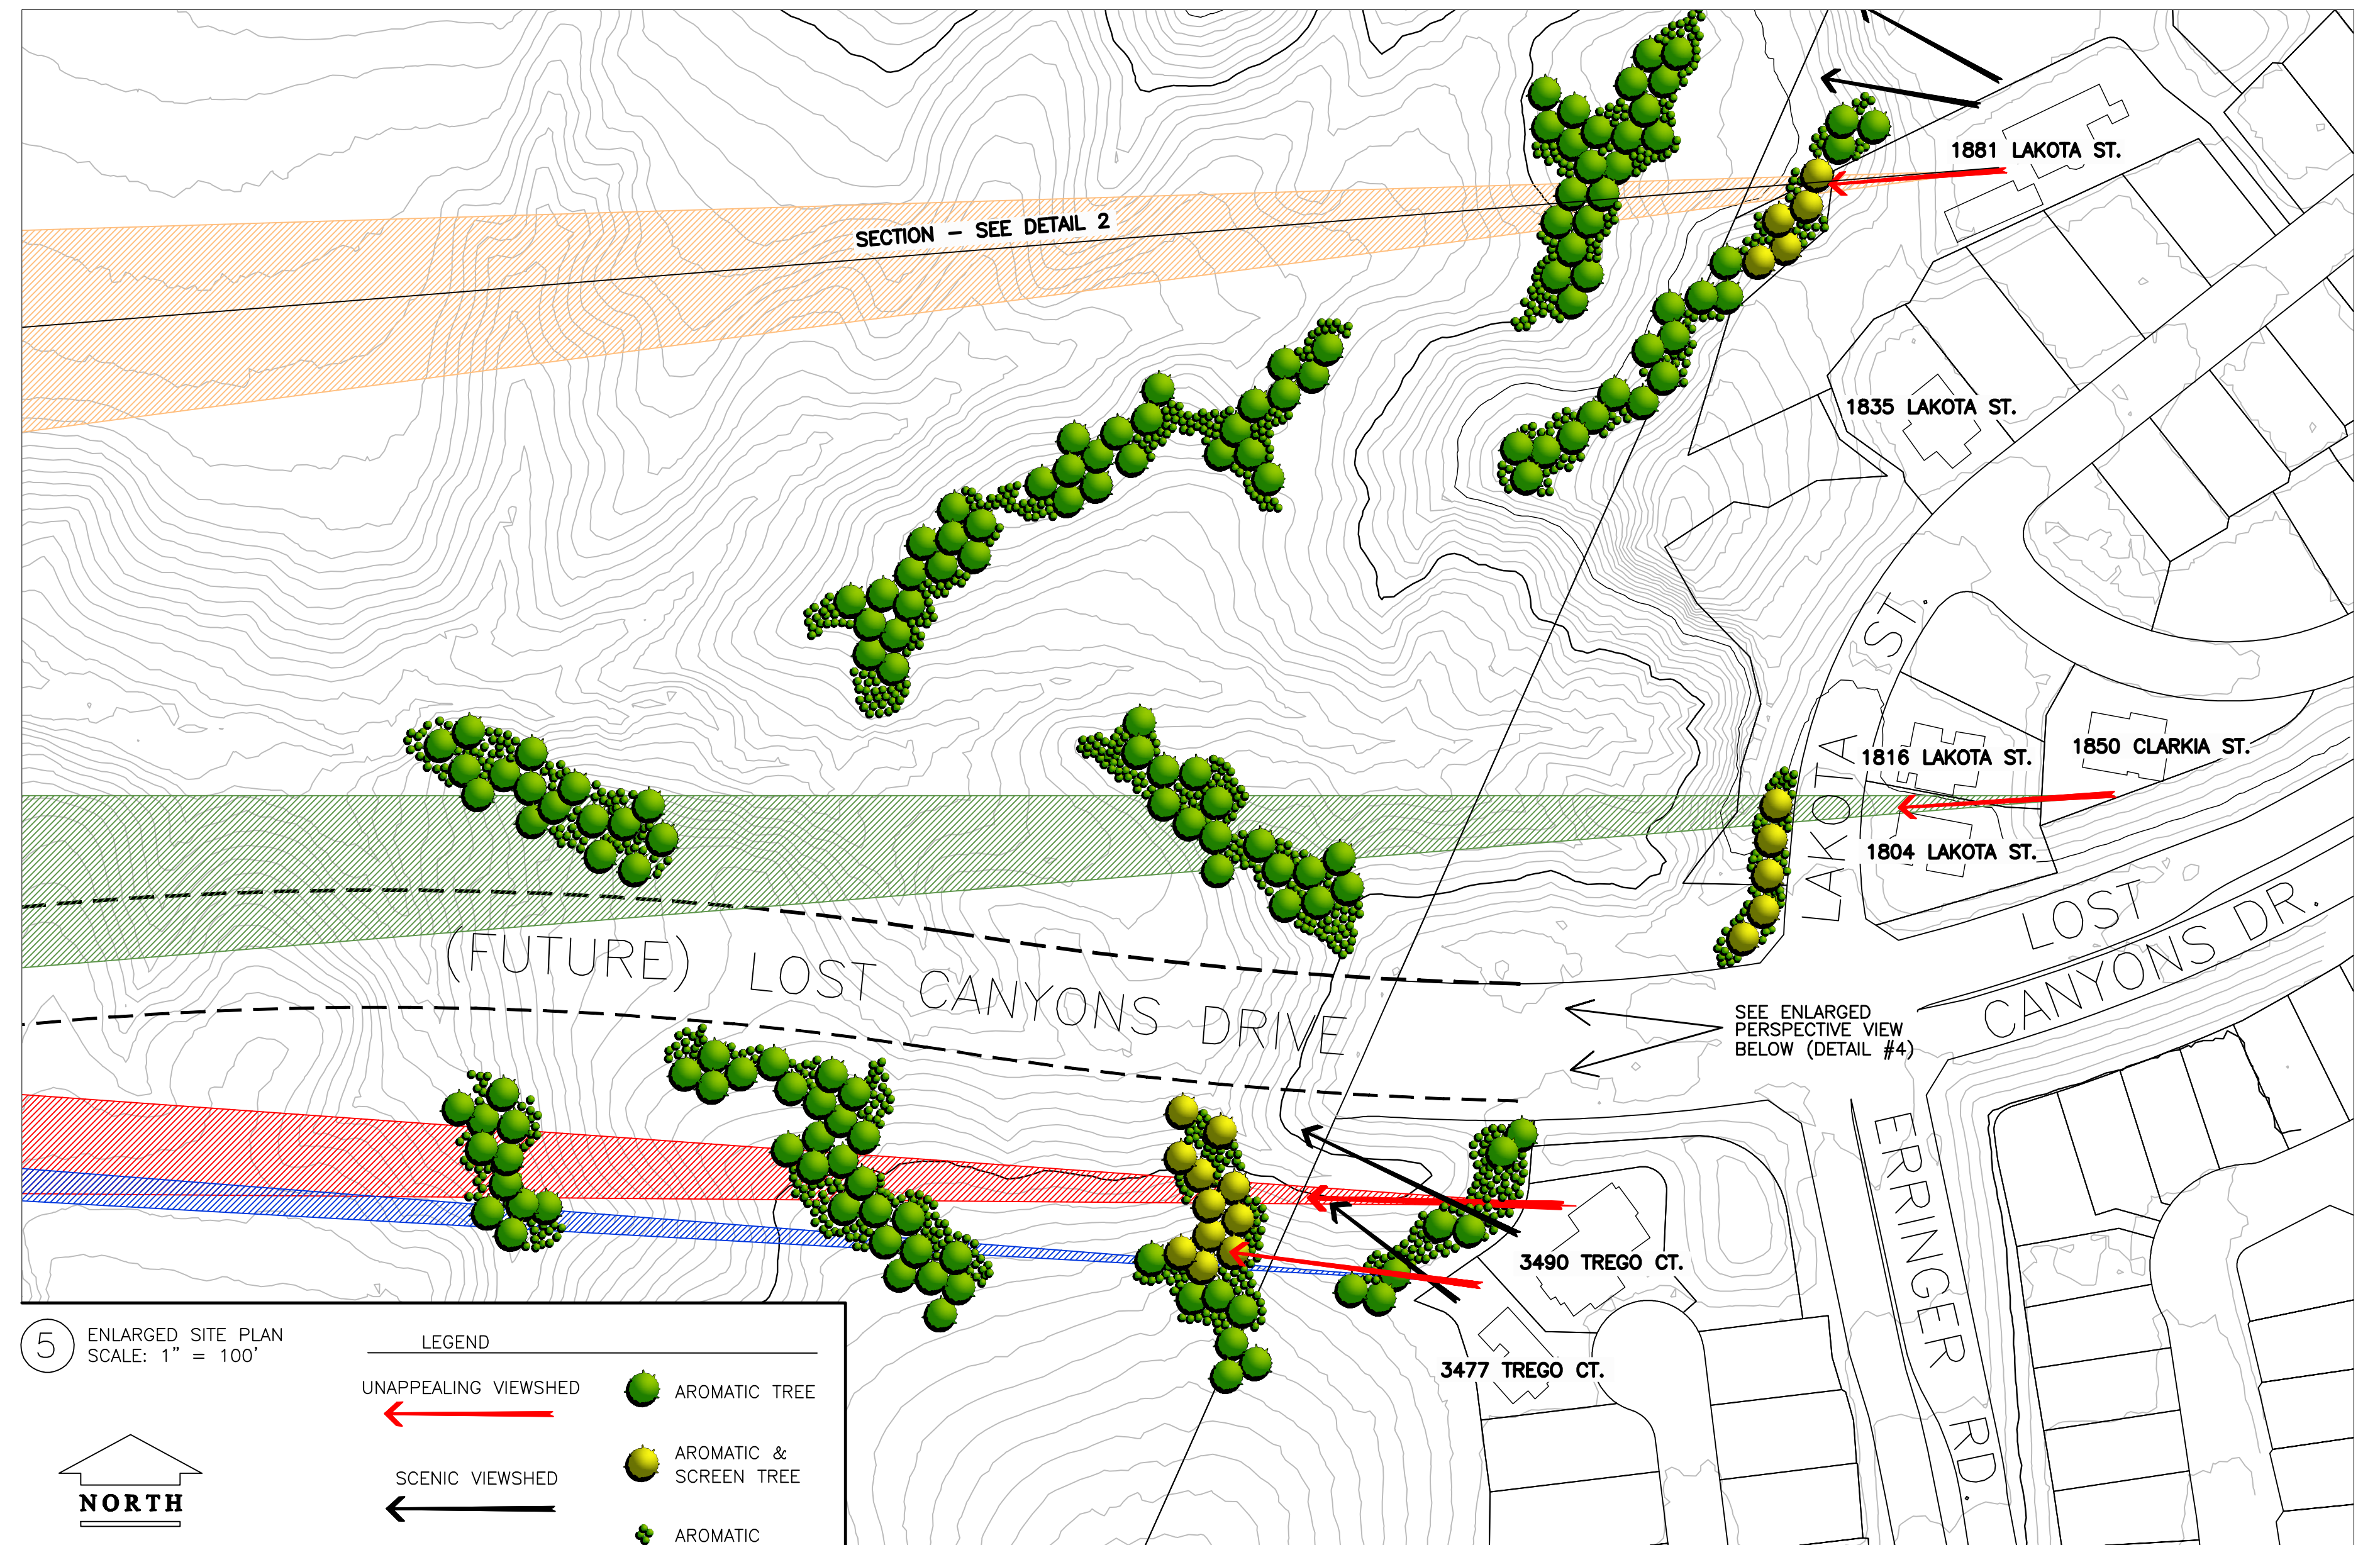 1881 LAKOTA ST.
SECTION – SEE DETAIL 2
1835 LAKOTA ST.
LAKOTA ST.
1816 LAKOTA ST.
1850 CLARKIA ST.
1804 LAKOTA ST.
LOST
CANYONS DR.
(FUTURE) LOST CANYONS DRIVE
SEE ENLARGED
PERSPECTIVE VIEW
BELOW (DETAIL #4)
ERRINGER RD.
3490 TREGO CT.
3477 TREGO CT.
5
ENLARGED SITE PLAN
SCALE: 1" = 100'
LEGEND
UNAPPEALING VIEWSHED
AROMATIC TREE
AROMATIC &
SCREEN TREE
SCENIC VIEWSHED
NORTH
AROMATIC